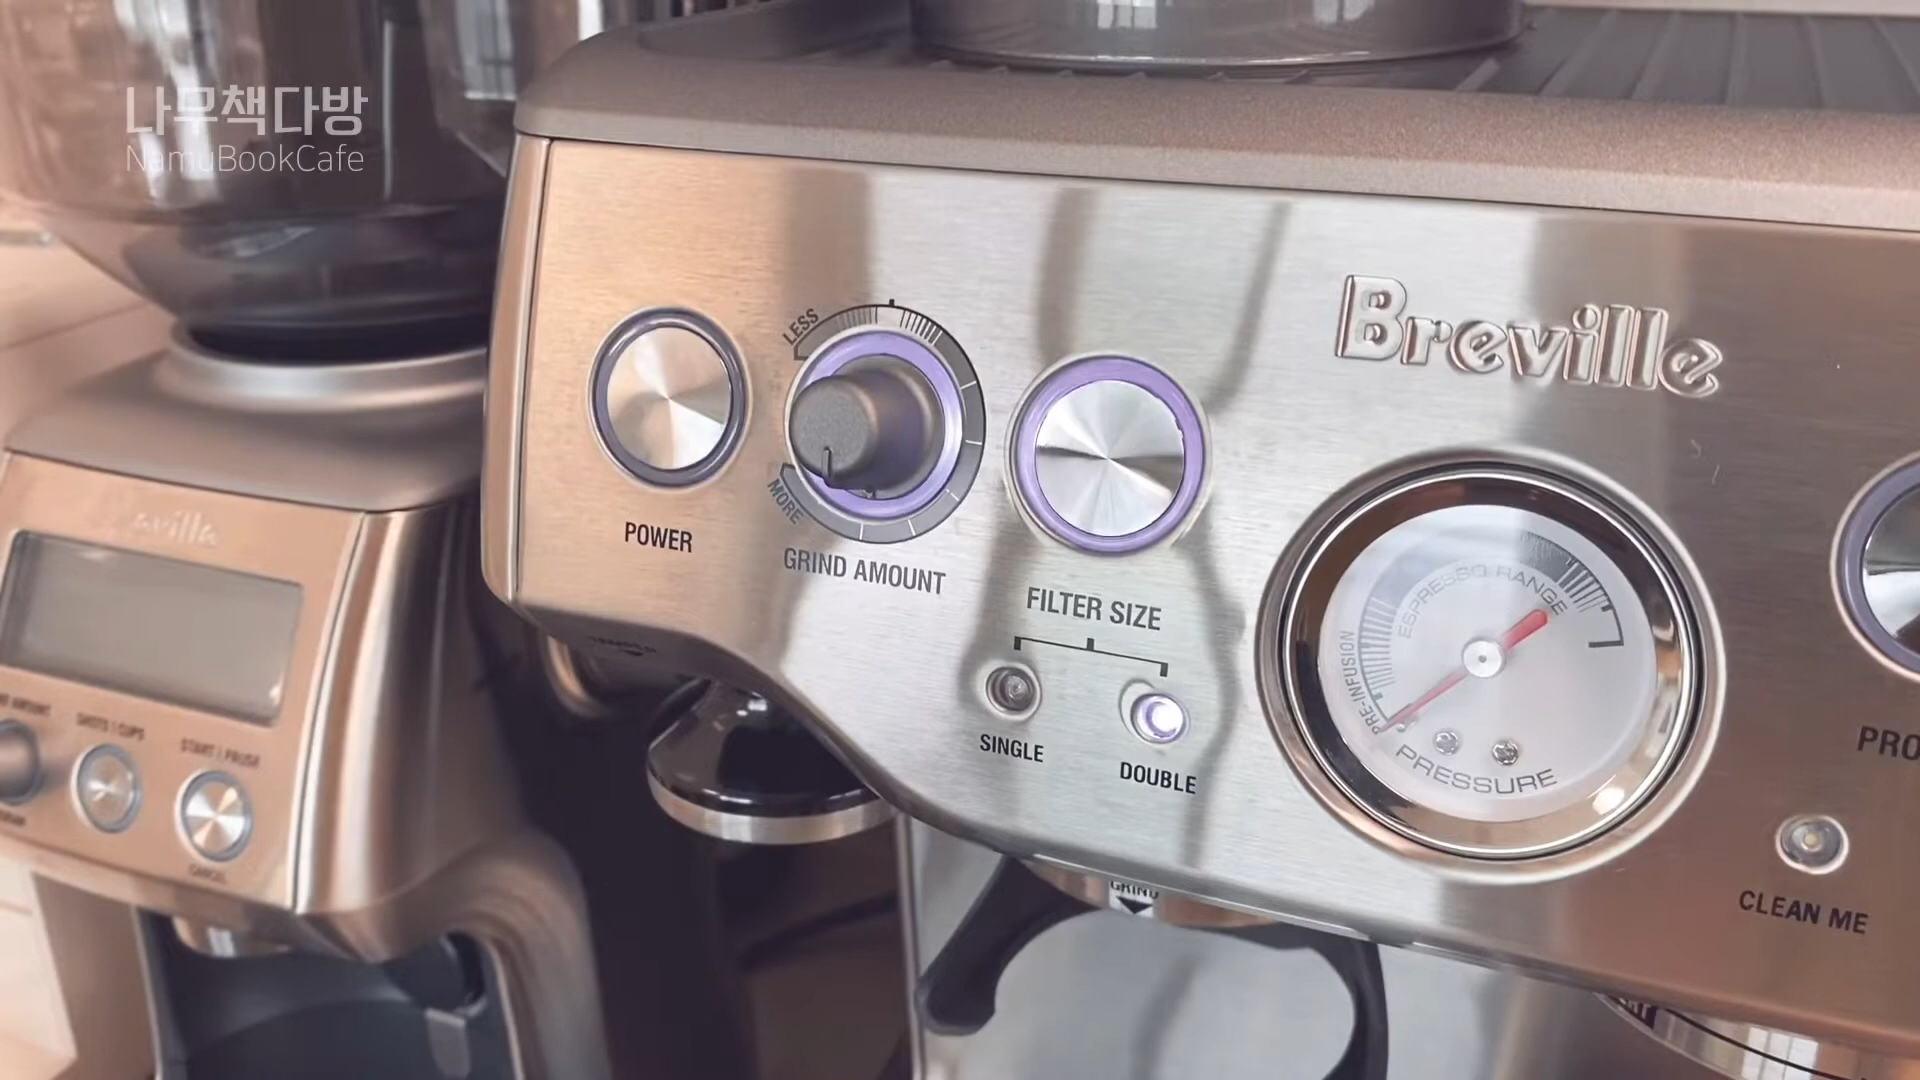 나무책다방
NamuBookCafe
Breville
LESS
MORE
POWER
GRIND AMOUNT
FILTER SIZE
SINGLE
DOUBLE
ESPRESSO RANGE
PRE-INFUSION
PRESSURE
PRO
CLEAN ME
GRIND
SHOTS | CUPS
START | PAUSE
CANCEL